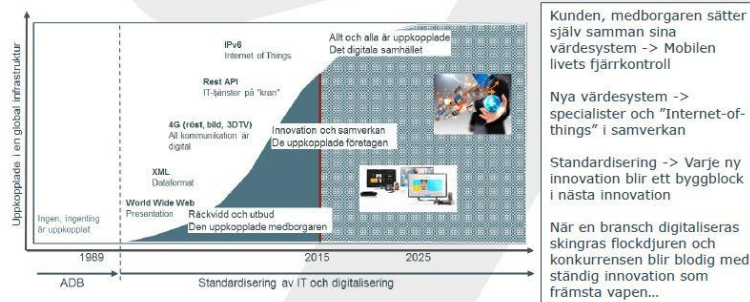 Uppkopplade i en global infrastruktur
IPv6
Internet of Things
Allt och alla är uppkopplade
Det digitala samhället
Rest API
IT-tjänster på "kran"
4G (röst, bild, 3DTV)
All kommunikation är
digital
Innovation och samverkan
De uppkopplade företagen
XML
Dataformat
World Wide Web
Presentation
Räckvidd och utbud
Den uppkopplade medborgaren
Ingen, ingenting
är uppkopplat
1989
2015
2025
ADB
Standardisering av IT och digitalisering
Kunden, medborgaren sätter
själv samman sina
värdesystem -> Mobilen
livets fjärrkontroll
Nya värdesystem ->
specialister och "Internet-of-
things" i samverkan
Standardisering -> Varje ny
innovation blir ett byggblock
i nästa innovation
När en bransch digitaliseras
skingras flockdjuren och
konkurrensen blir blodig med
ständig innovation som
främsta vapen...